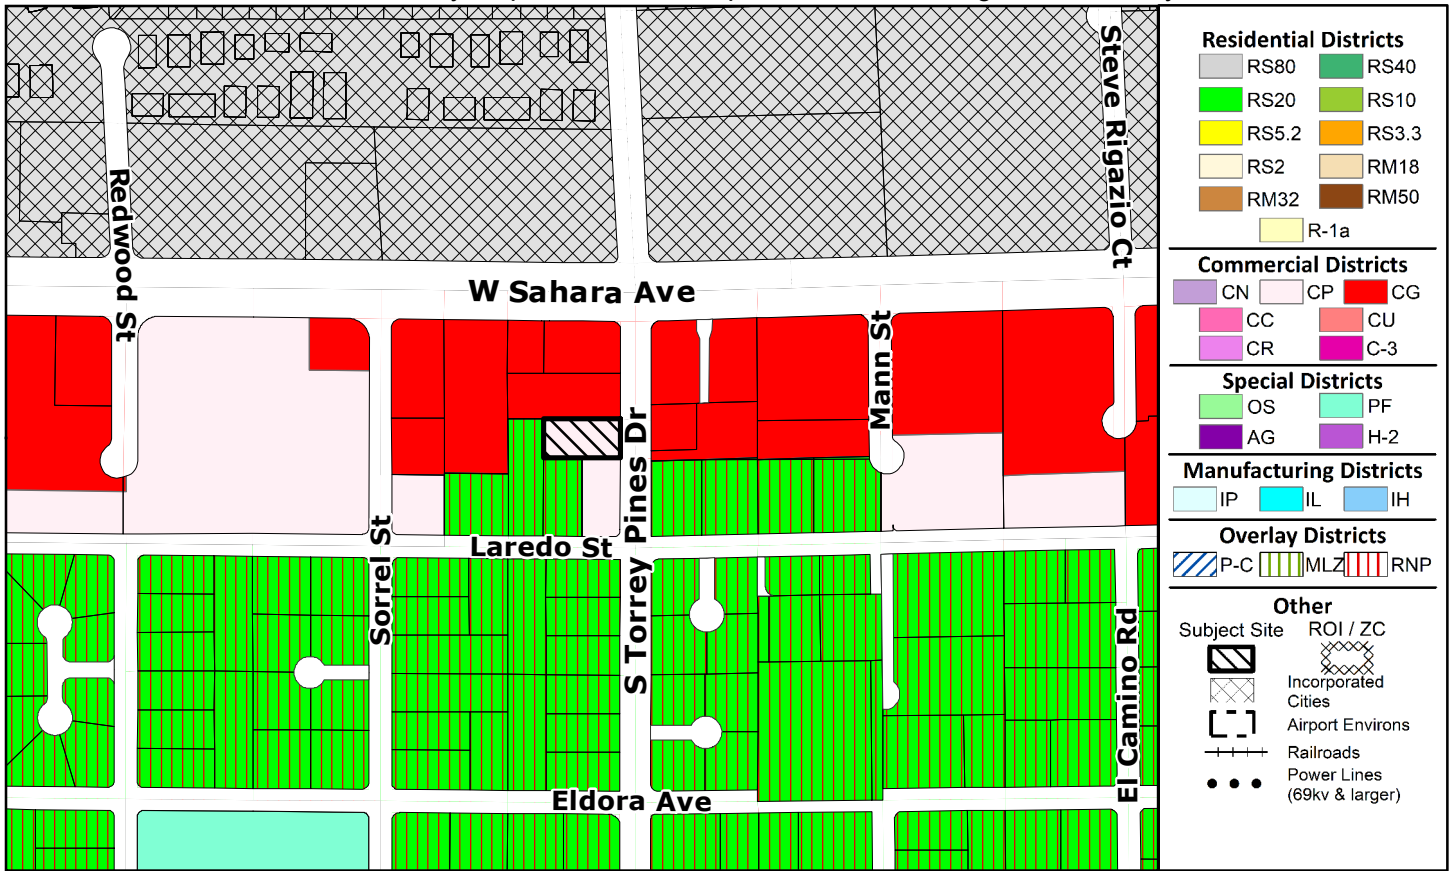 Steve Rigazio Ct
Redwood St
W Sahara Ave
Mann St
S Torrey Pines Dr
Sorrel St
Laredo St
El Camino Rd
Eldora Ave
Residential Districts
RS80 RS40
RS20 RS10
RS5.2 RS3.3
RS2 RM18
RM32 RM50
R-1a
Commercial Districts
CN CP CG
CC CU
CR C-3
Special Districts
OS PF
AG H-2
Manufacturing Districts
IP IL IH
Overlay Districts
P-C MLZ RNP
Other
Subject Site ROI / ZC
Incorporated
Cities
Airport Environs
Railroads
Power Lines
(69kv & larger)